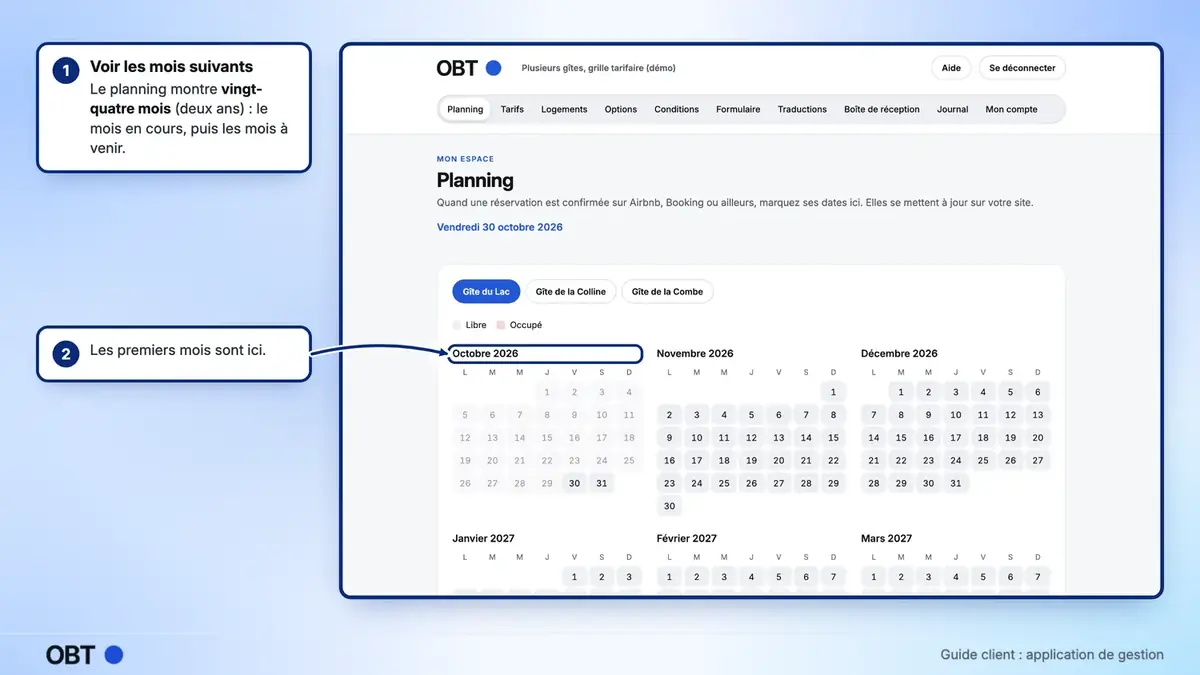 1
Voir les mois suivants
Le planning montre vingt-
quatre mois (deux ans) : le
mois en cours, puis les mois à
venir.
2
Les premiers mois sont ici.
OBT
Plusieurs gîtes, grille tarifaire (démo)
Aide
Se déconnecter
Planning Tarifs Logements Options Conditions Formulaire Traductions Boîte de réception Journal Mon compte
MON ESPACE
Planning
Quand une réservation est confirmée sur Airbnb, Booking ou ailleurs, marquez ses dates ici. Elles se mettent à jour sur votre site.
Vendredi 30 octobre 2026
Gîte du Lac Gîte de la Colline Gîte de la Combe
Libre Occupé
Octobre 2026
L M M J V S D
1 2 3 4
5 6 7 8 9 10 11
12 13 14 15 16 17 18
19 20 21 22 23 24 25
26 27 28 29 30 31
Novembre 2026
L M M J V S D
1
2 3 4 5 6 7 8
9 10 11 12 13 14 15
16 17 18 19 20 21 22
23 24 25 26 27 28 29
30
Décembre 2026
L M M J V S D
1 2 3 4 5 6
7 8 9 10 11 12 13
14 15 16 17 18 19 20
21 22 23 24 25 26 27
28 29 30 31
Janvier 2027
L M M J V S D
1 2 3
Février 2027
L M M J V S D
1 2 3 4 5 6 7
Mars 2027
L M M J V S D
1 2 3 4 5 6 7
OBT
Guide client : application de gestion